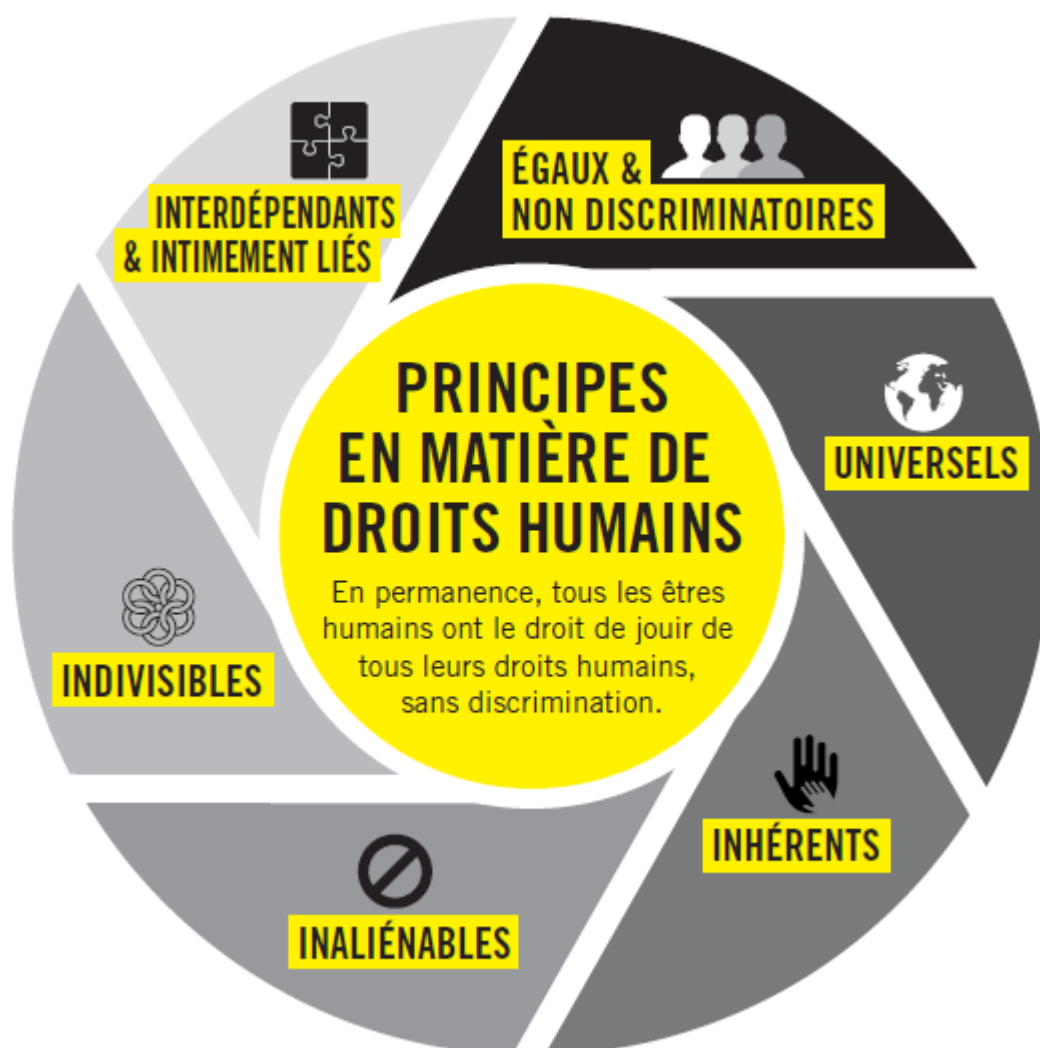 PRINCIPES
EN MATIÈRE DE
DROITS HUMAINS
En permanence, tous les êtres
humains ont le droit de jouir de
tous leurs droits humains,
sans discrimination.
ÉGAUX &
NON DISCRIMINATOIRES
UNIVERSELS
INHÉRENTS
INALIÉNABLES
INDIVISIBLES
INTERDÉPENDANTS
& INTIMEMENT LIÉS